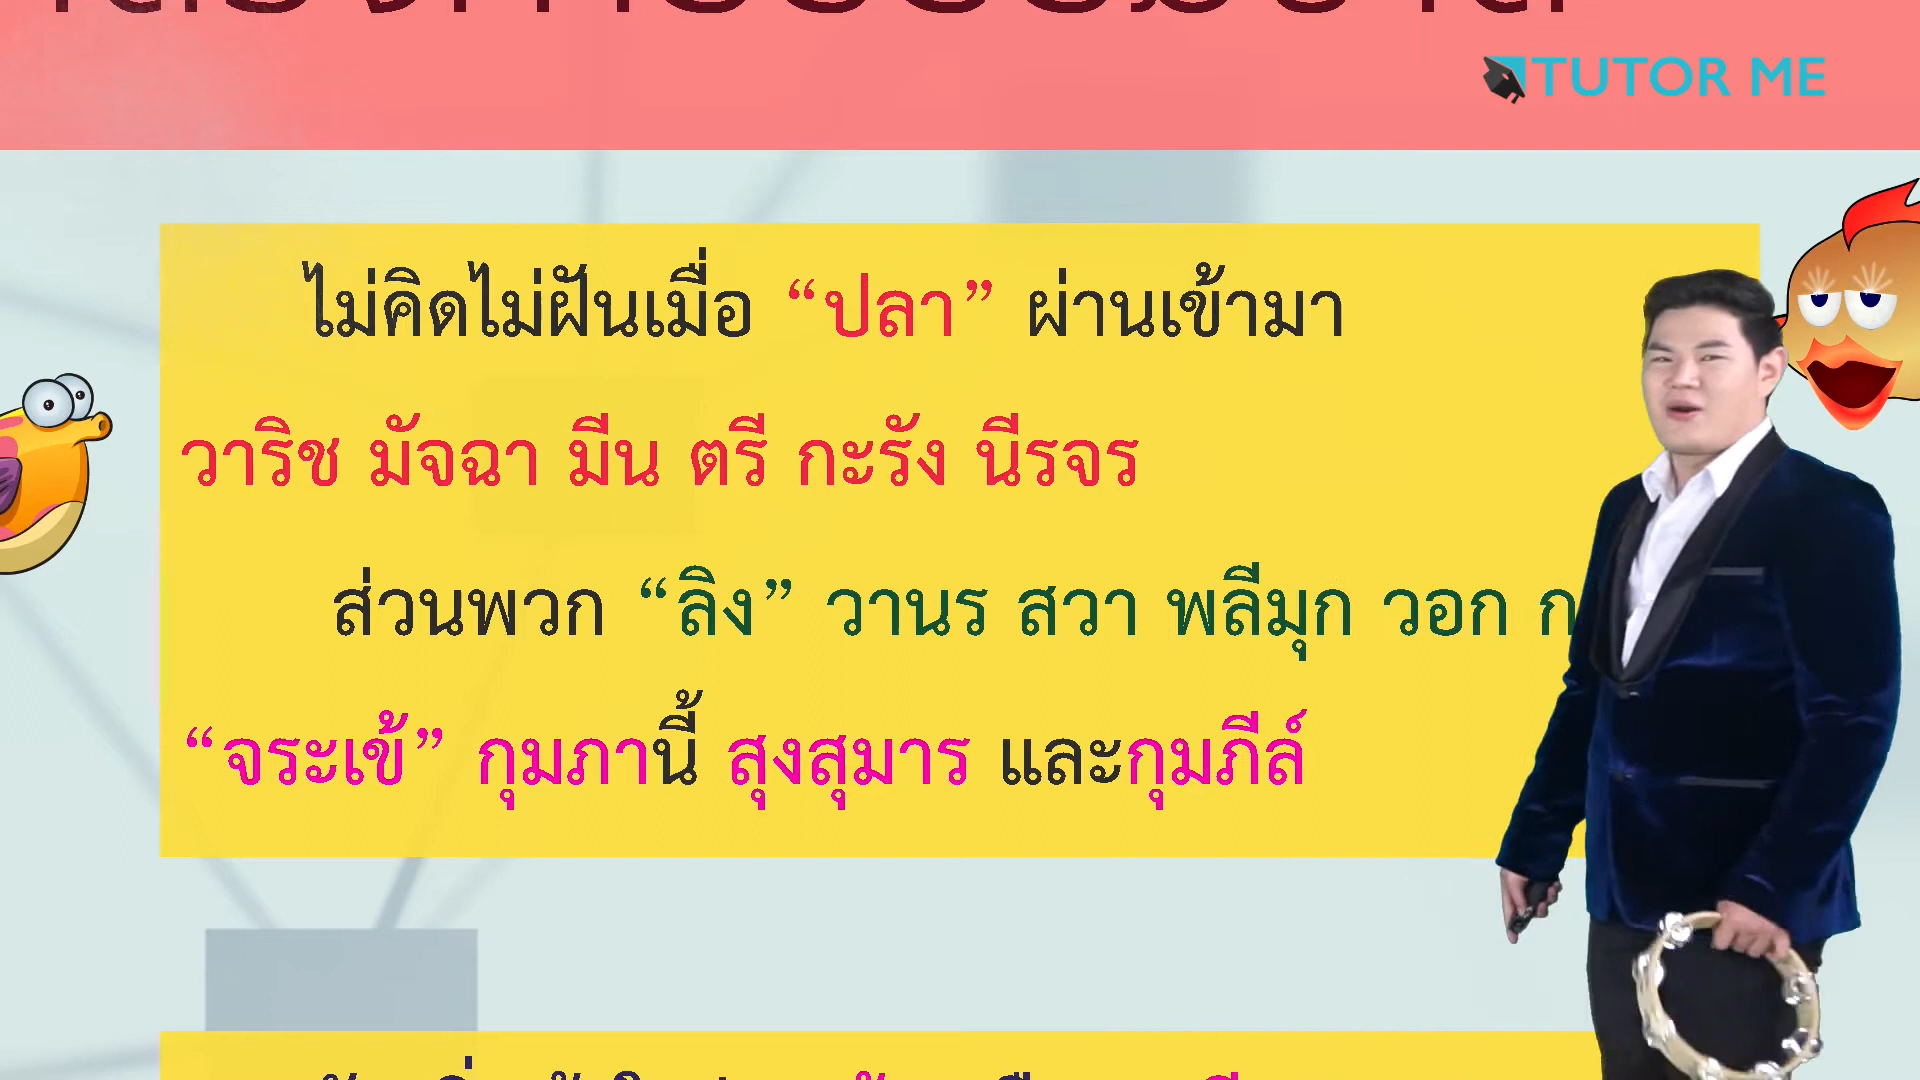 TUTOR ME
ไม่คิดไม่ฝันเมื่อ “ปลา” ผ่านเข้ามา
วาริช มัจฉา มีน ตรี กะรัง นีรจร
ส่วนพวก “ลิง” วานร สวา พลีมุก วอก
“จระเข้” กุมภานี้ สุงสุมาร และกุมภีล์